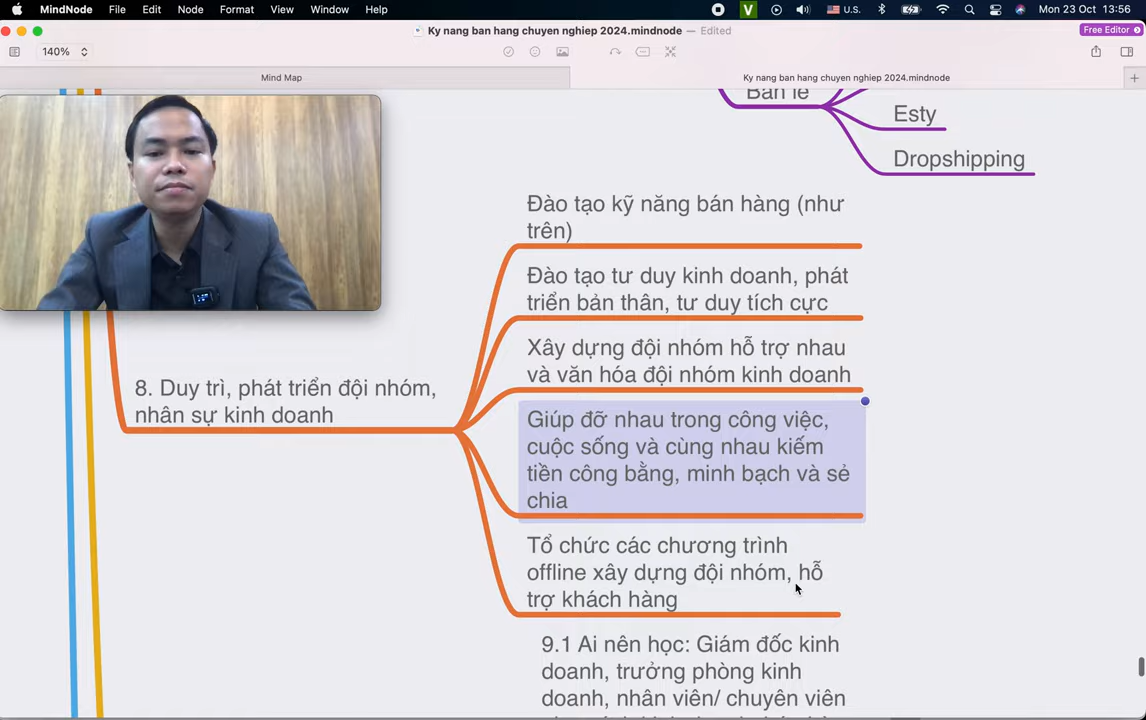 MindNode File Edit Node Format View Window Help
V
U.S.
Mon 23 Oct 13:56
Ky nang ban hang chuyen nghiep 2024.mindnode — Edited
Free Editor
140%
Mind Map
Ky nang ban hang chuyen nghiep 2024.mindnode
Bán lẻ
Esty
Dropshipping
Đào tạo kỹ năng bán hàng (như
trên)
Đào tạo tư duy kinh doanh, phát
triển bản thân, tư duy tích cực
Xây dựng đội nhóm hỗ trợ nhau
và văn hóa đội nhóm kinh doanh
8. Duy trì, phát triển đội nhóm,
nhân sự kinh doanh
Giúp đỡ nhau trong công việc,
cuộc sống và cùng nhau kiếm
tiền công bằng, minh bạch và sẻ
chia
Tổ chức các chương trình
offline xây dựng đội nhóm, hỗ
trợ khách hàng
9.1 Ai nên học: Giám đốc kinh
doanh, trưởng phòng kinh
doanh, nhân viên/ chuyên viên